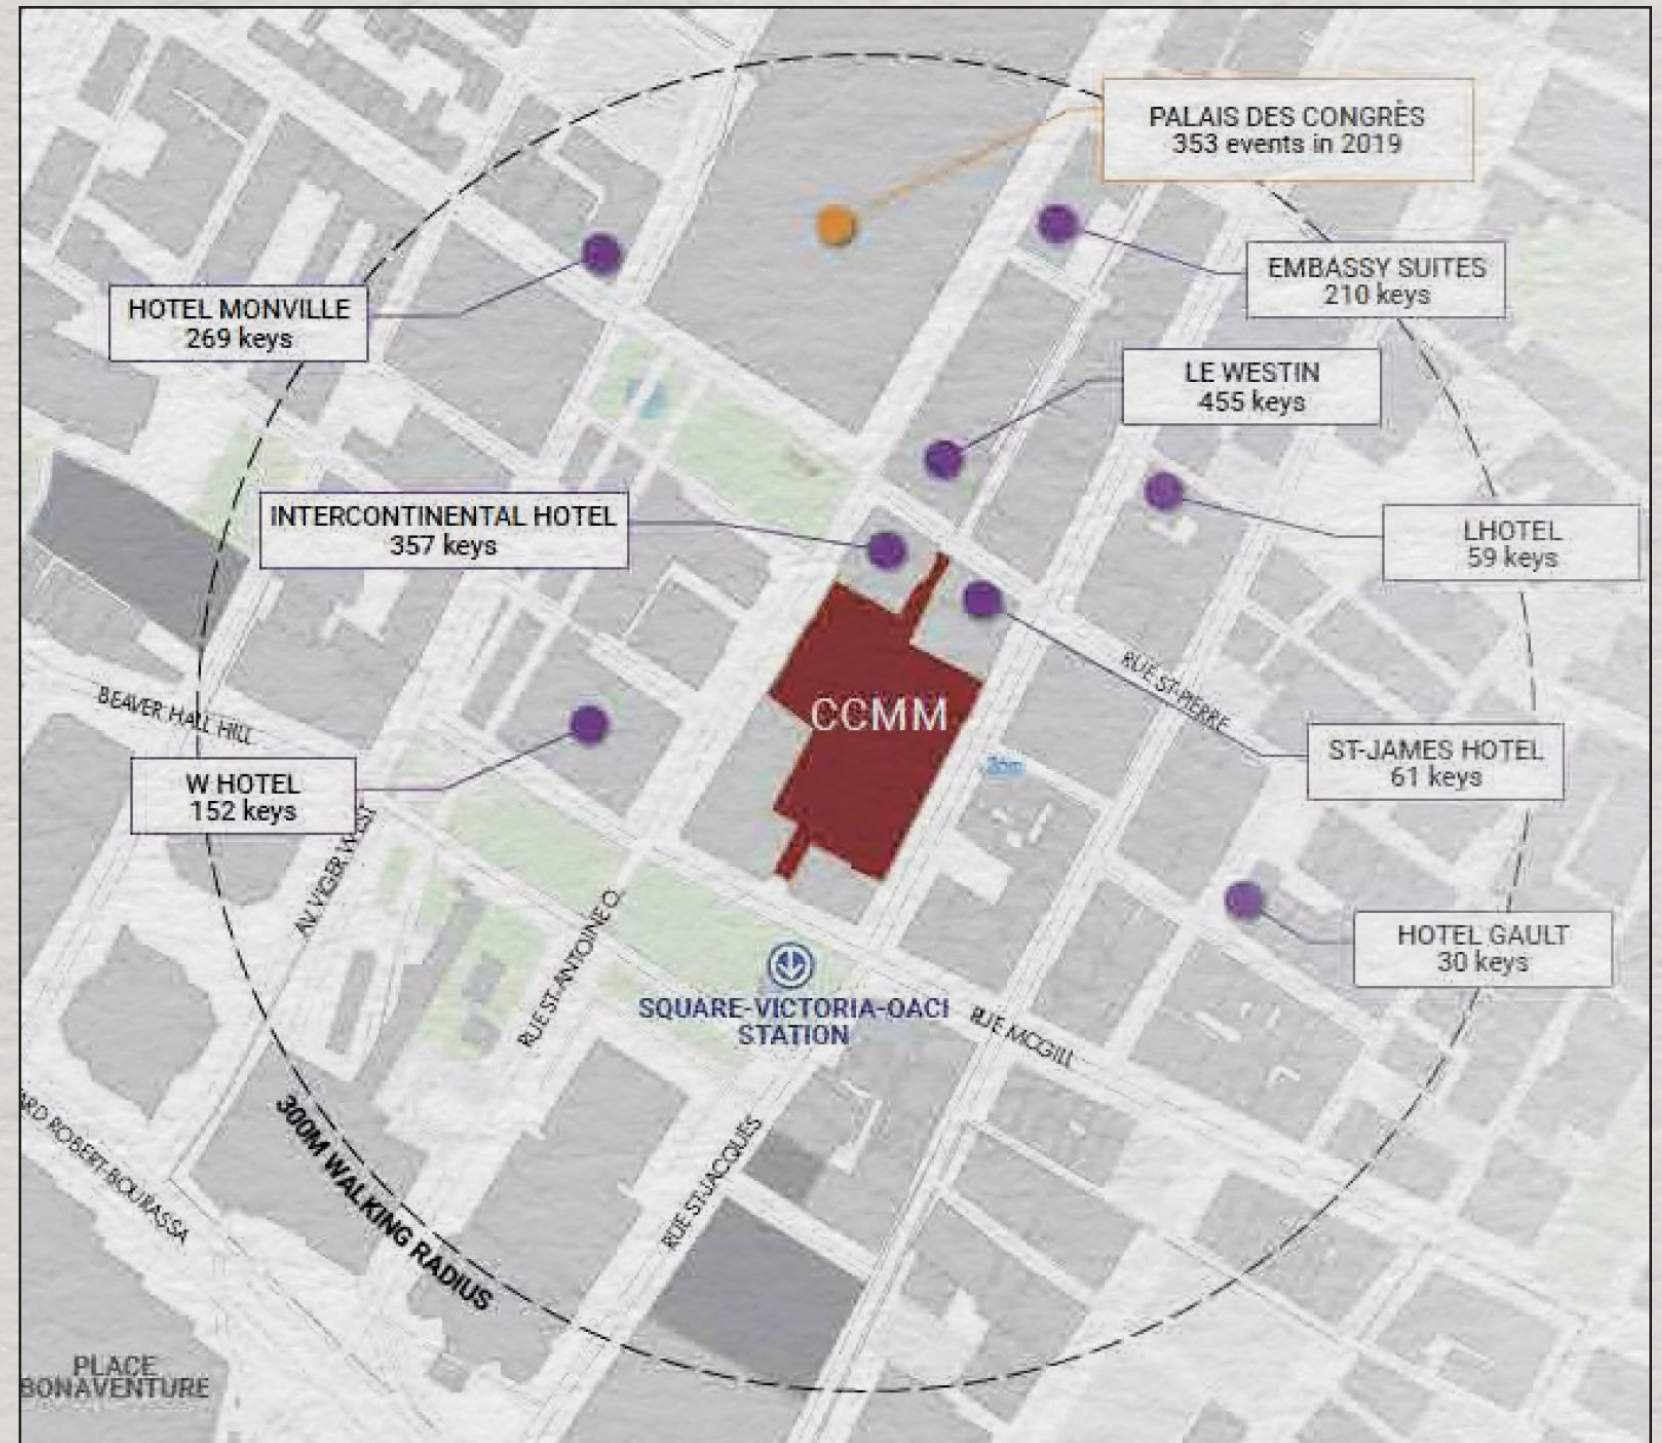 PALAIS DES CONGRÈS
353 events in 2019
EMBASSY SUITES
210 keys
HOTEL MONVILLE
269 keys
LE WESTIN
455 keys
INTERCONTINENTAL HOTEL
357 keys
LHOTEL
59 keys
RUE ST-PIERRE
BEAVER HALL HILL
CCMM
ST-JAMES HOTEL
61 keys
W HOTEL
152 keys
AV. VIGER WEST
RUE ST-ANTOINE O.
HOTEL GAULT
30 keys
SQUARE-VICTORIA-OACI
STATION
RUE MCGILL
300M WALKING RADIUS
ROBERT-BOURASSA
RUE ST-JACQUES
PLACE
BONAVENTURE